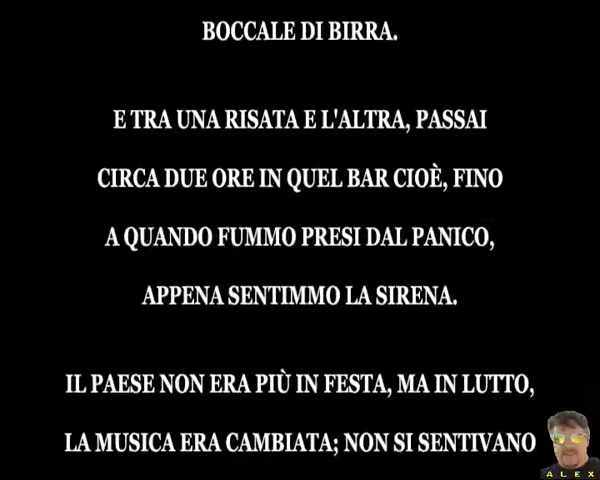 BOCCALE DI BIRRA.
E TRA UNA RISATA E L'ALTRA, PASSAI
CIRCA DUE ORE IN QUEL BAR CIOÈ, FINO
A QUANDO FUMMO PRESI DAL PANICO,
APPENA SENTIMMO LA SIRENA.
IL PAESE NON ERA PIÙ IN FESTA, MA IN LUTTO,
LA MUSICA ERA CAMBIATA; NON SI SENTIVANO
ALEX